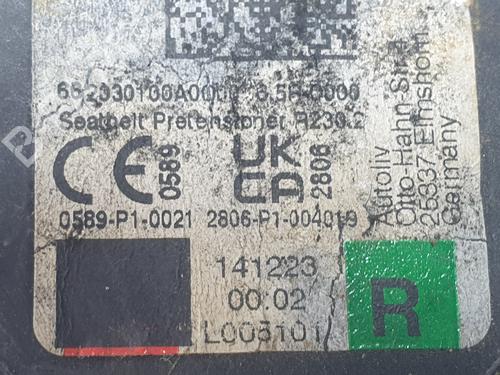 Seatbelt Pretensioner R230.2
CE 0589
UK CA 2806
0589-P1-0021 2806-P1-004019
141223
00:02
L005101
R
Autoliv
Otto-Hahn-Str. 4
25337 Elmshorn
Germany